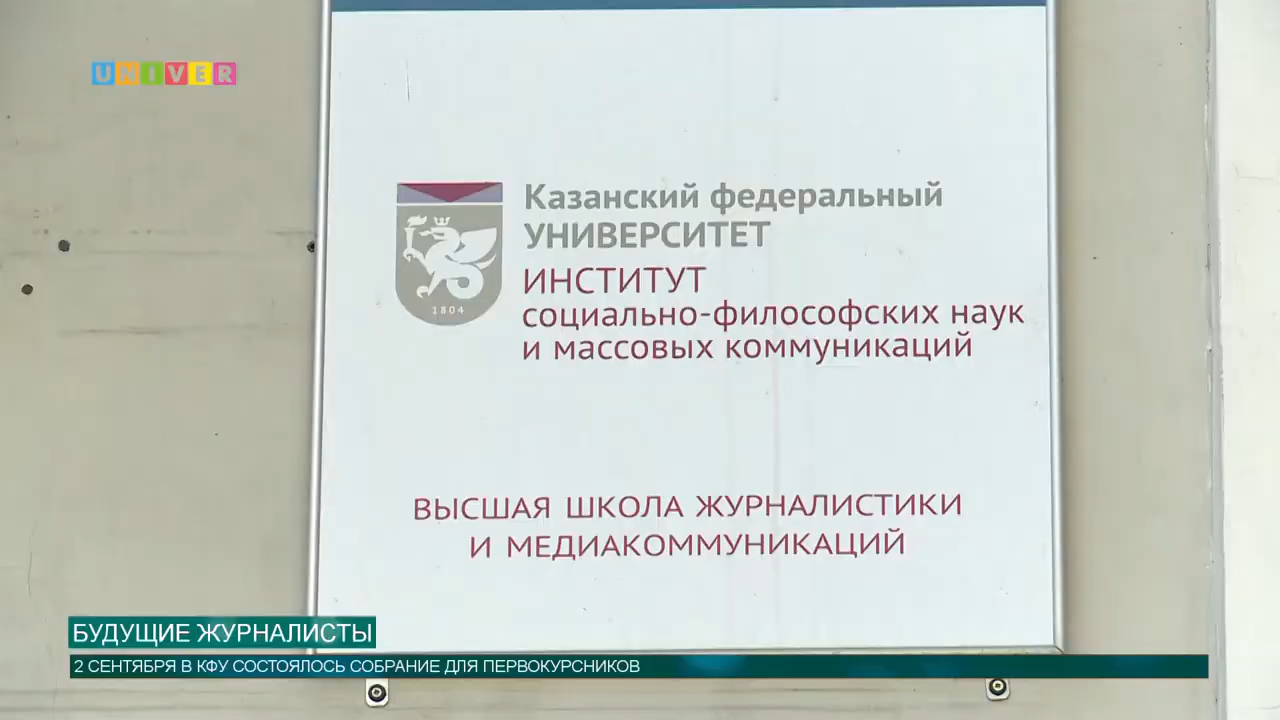 UNIVER
Казанский федеральный
УНИВЕРСИТЕТ
ИНСТИТУТ
социально-философских наук
и массовых коммуникаций
1804
ВЫСШАЯ ШКОЛА ЖУРНАЛИСТИКИ
И МЕДИАКОММУНИКАЦИЙ
БУДУЩИЕ ЖУРНАЛИСТЫ
2 СЕНТЯБРЯ В КФУ СОСТОЯЛОСЬ СОБРАНИЕ ДЛЯ ПЕРВОКУРСНИКОВ